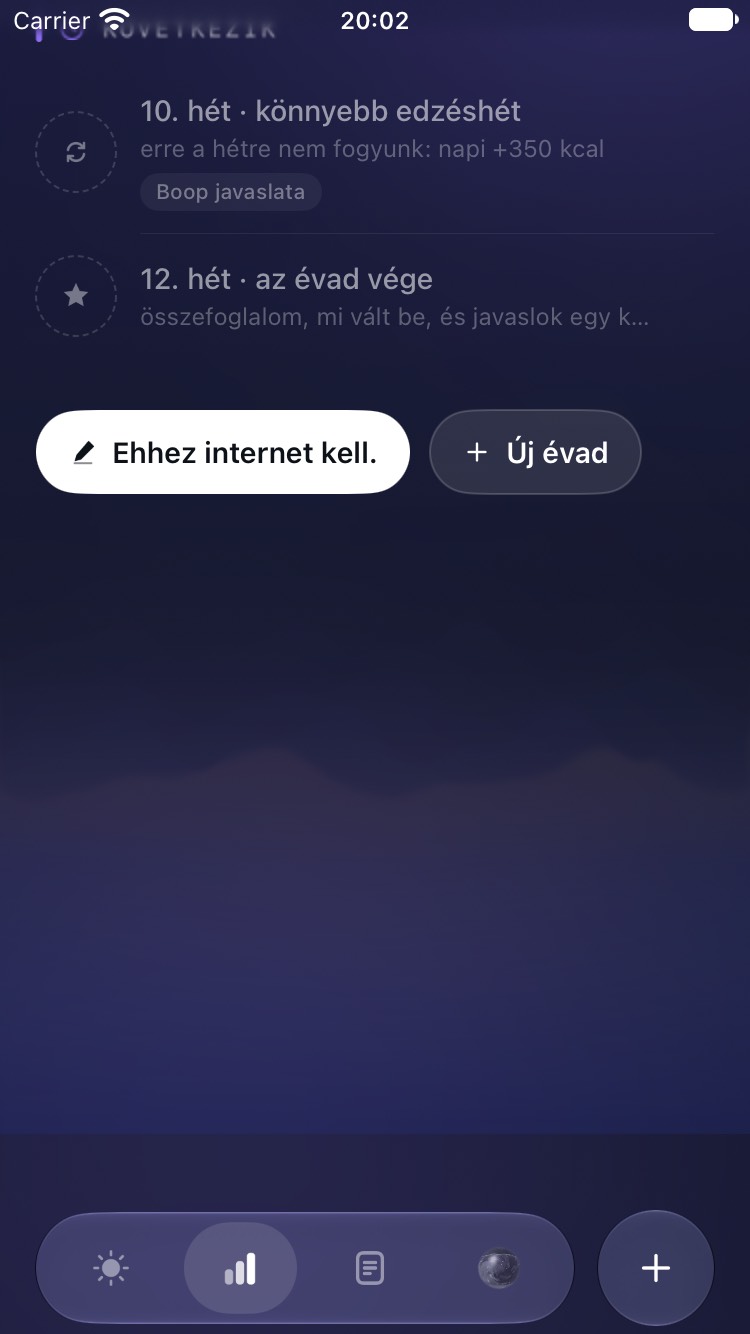 Carrier 20:02
KÖVETKEZIK
10. hét · könnyebb edzéshét
erre a hétre nem fogyunk: napi +350 kcal
Boop javaslata
12. hét · az évad vége
összefoglalom, mi vált be, és javaslok egy k...
Ehhez internet kell.
Új évad